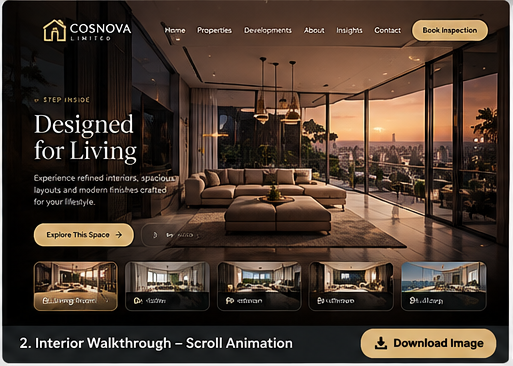 COSNOVA
LIMITED
Home Properties Developments About Insights Contact Book Inspection
STEP INSIDE
Designed
for Living
Experience refined interiors, spacious
layouts and modern finishes crafted
for your lifestyle.
Explore This Space →
2. Interior Walkthrough – Scroll Animation
Download Image